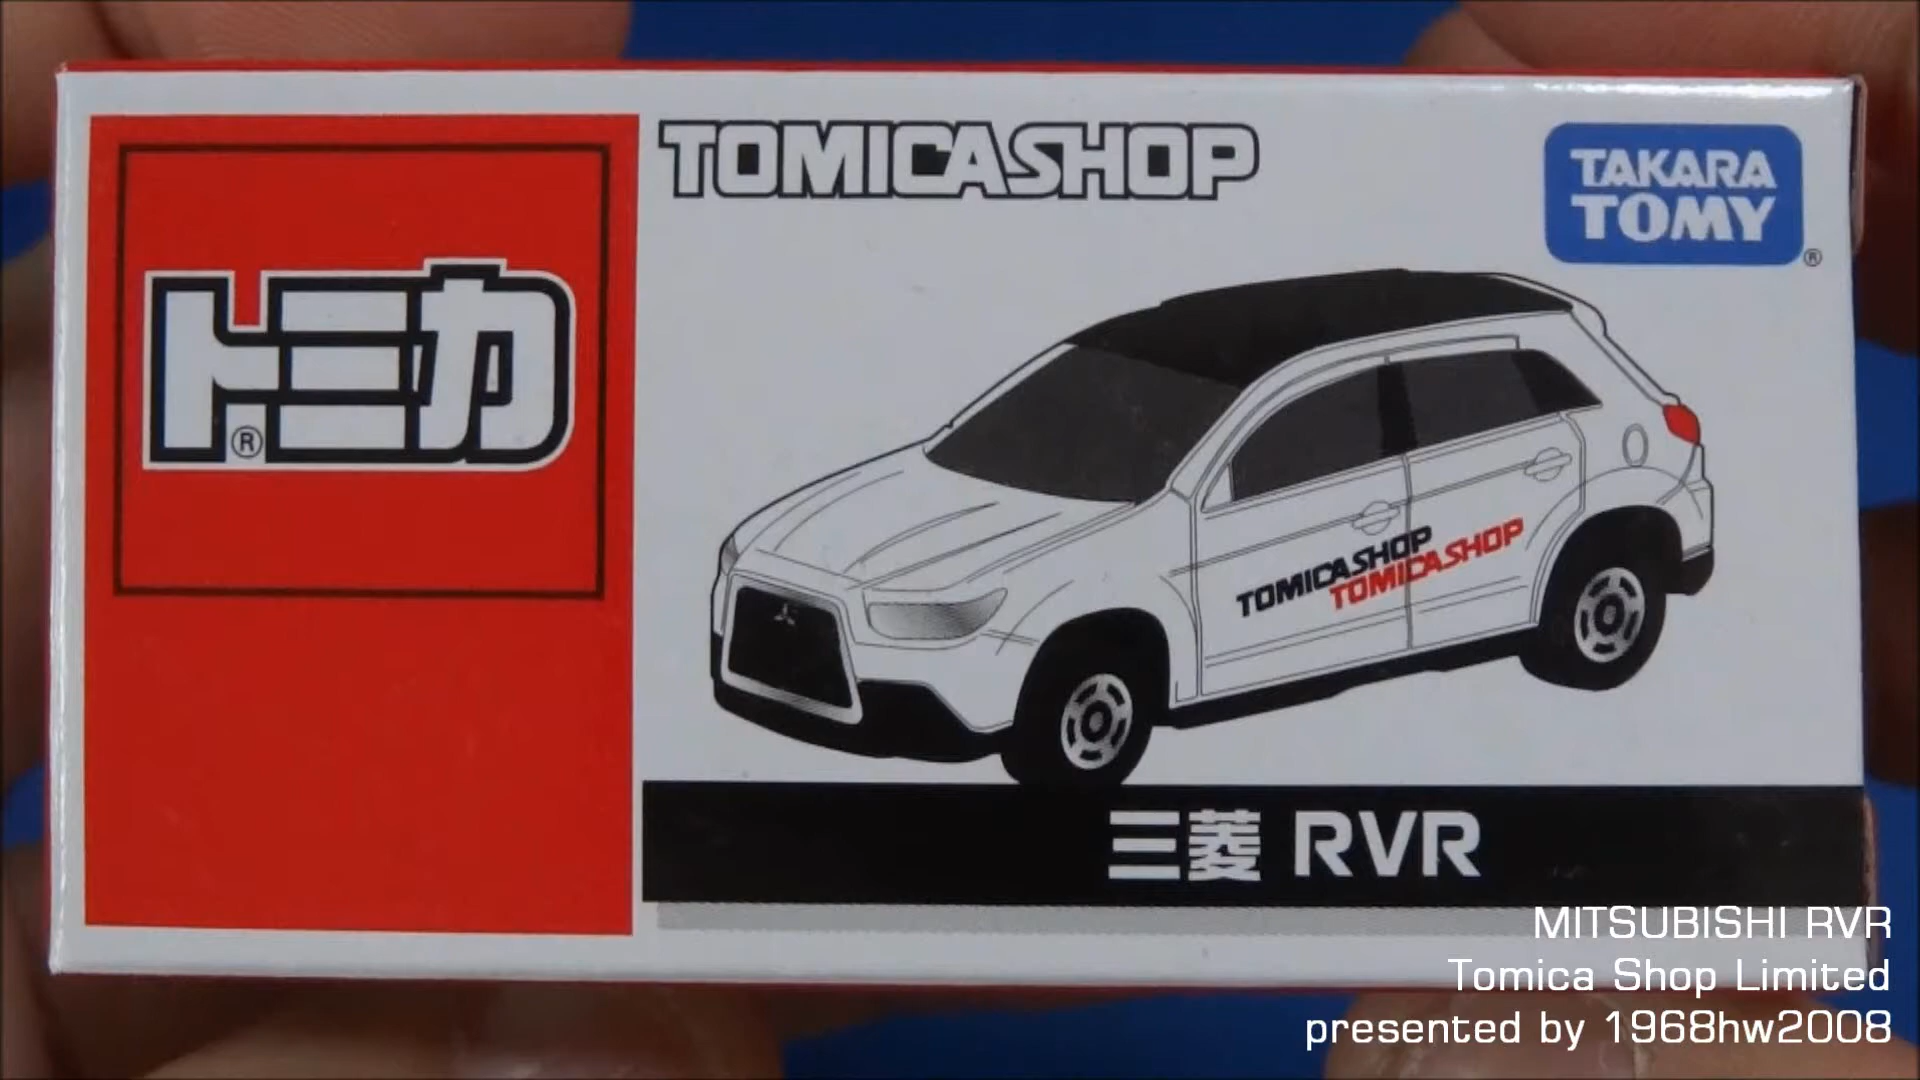 TOMICASHOP
TAKARA
TOMY
®
トミカ
®
TOMICASHOP
TOMICASHOP
三菱 RVR
MITSUBISHI RVR
Tomica Shop Limited
presented by 1968hw2008